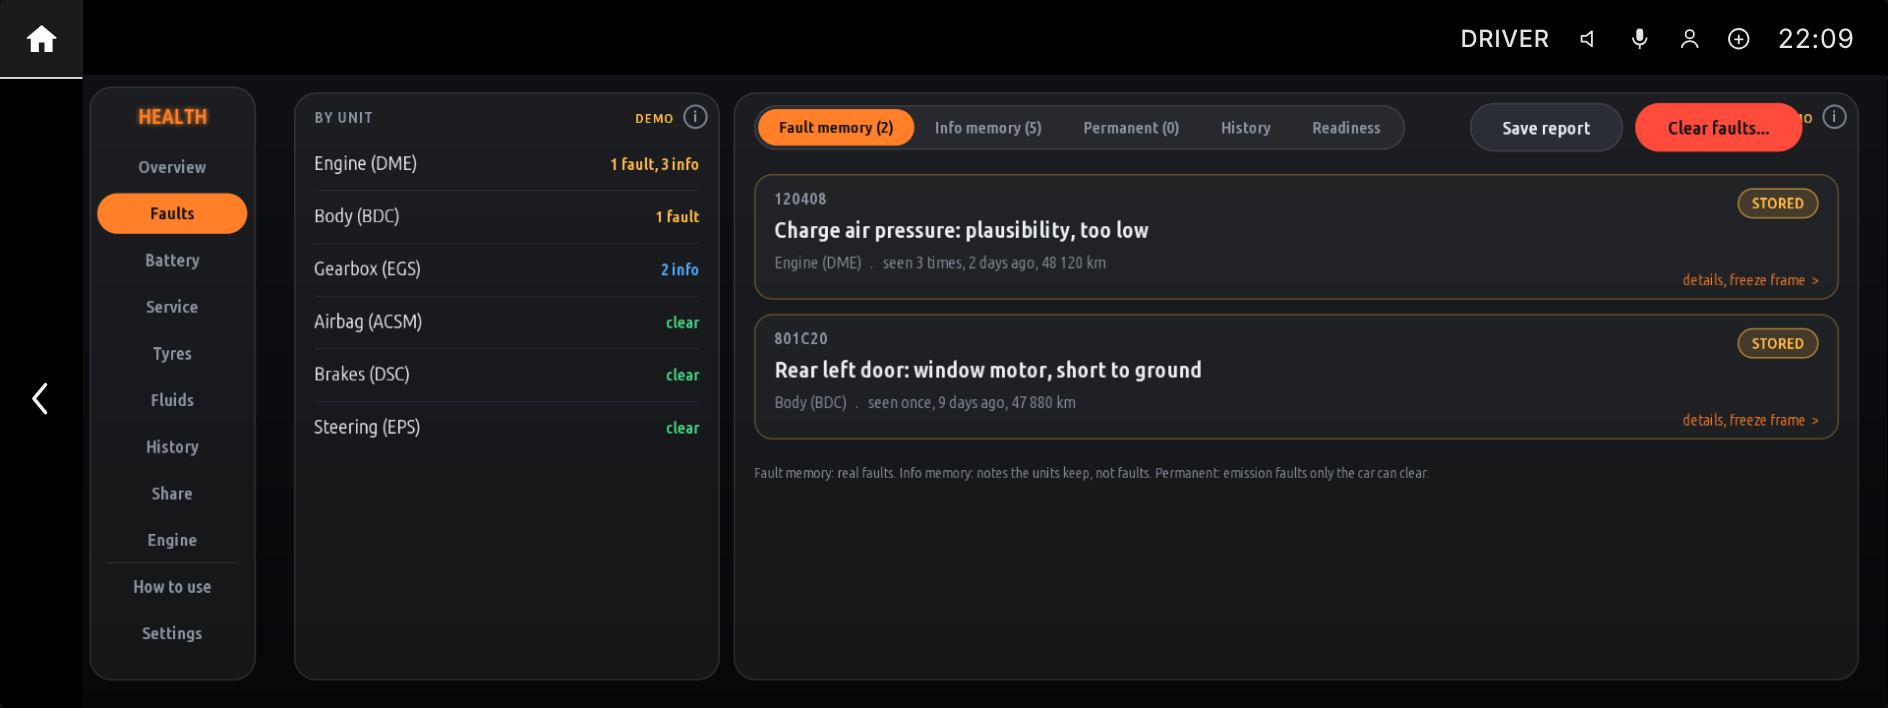 DRIVER 22:09
HEALTH
Overview
Faults
Battery
Service
Tyres
Fluids
History
Share
Engine
How to use
Settings
BY UNIT DEMO
Engine (DME) 1 fault, 3 info
Body (BDC) 1 fault
Gearbox (EGS) 2 info
Airbag (ACSM) clear
Brakes (DSC) clear
Steering (EPS) clear
Fault memory (2) Info memory (5) Permanent (0) History Readiness Save report Clear faults...
120408 STORED
Charge air pressure: plausibility, too low
Engine (DME) . seen 3 times, 2 days ago, 48 120 km
details, freeze frame >
801C20 STORED
Rear left door: window motor, short to ground
Body (BDC) . seen once, 9 days ago, 47 880 km
details, freeze frame >
Fault memory: real faults. Info memory: notes the units keep, not faults. Permanent: emission faults only the car can clear.